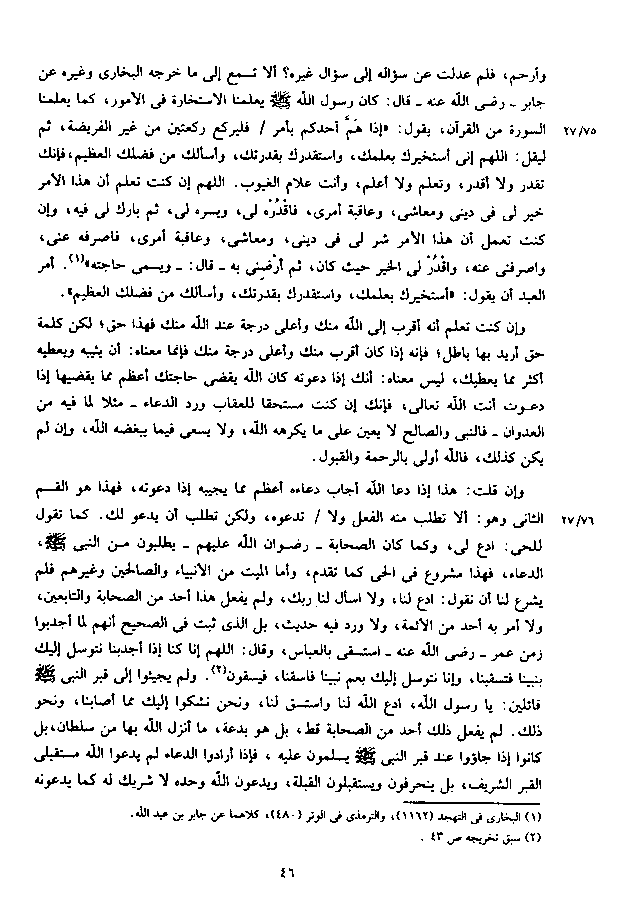 وأرحم، فلم عدلت عن سؤاله إلى سؤال غيره؟ ألا تسمع إلى ما خرجه البخارى وغيره عن
جابر ـ رضى الله عنه ـ قال: كان رسول الله ﷺ يعلمنا الاستخارة فى الأمور، كما يعلمنا
٢٧/٧٥ السورة من القرآن، يقول: «إذا هَمَّ أحدكم بأمر / فليركع ركعتين من غير الفريضة، ثم
ليقل: اللهم إنى أستخيرك بعلمك، واستقدرك بقدرتك، وأسألك من فضلك العظيم، فإنك
تقدر ولا أقدر، وتعلم ولا أعلم، وأنت علام الغيوب. اللهم إن كنت تعلم أن هذا الأمر
خير لى فى دينى ومعاشى، وعاقبة أمرى، فاقْدُرْه لى، ويسره لى، ثم بارك لى فيه، وإن
كنت تعمل أن هذا الأمر شر لى فى دينى، ومعاشى، وعاقبة أمرى، فاصرفه عنى،
واصرفنى عنه، واقْدُرْ لى الخير حيث كان، ثم أرْضِنى به ـ قال: ـ ويسمى حاجته»(١). أمر
العبد أن يقول: «أستخيرك بعلمك، واستقدرك بقدرتك، وأسألك من فضلك العظيم».
وإن كنت تعلم أنه أقرب إلى الله منك وأعلى درجة عند الله منك فهذا حق؛ لكن كلمة
حق أريد بها باطل؛ فإنه إذا كان أقرب منك وأعلى درجة منك فإنما معناه: أن يثيبه ويعطيه
أكثر مما يعطيك، ليس معناه: أنك إذا دعوته كان الله يقضى حاجتك أعظم مما يقضيها إذا
دعوت أنت الله تعالى، فإنك إن كنت مستحقا للعقاب ورد الدعاء ـ مثلا لما فيه من
العدوان ـ فالنبى والصالح لا يعين على ما يكرهه الله، ولا يسعى فيما يبغضه الله، وإن لم
يكن كذلك، فالله أولى بالرحمة والقبول.
وإن قلت: هذا إذا دعا الله أجاب دعاءه أعظم مما يجيبه إذا دعوته، فهذا هو القسم
٢٧/٧٦ الثانى وهو: ألا تطلب منه الفعل ولا / تدعوه، ولكن تطلب أن يدعو لك. كما تقول
للحى: ادع لى، وكما كان الصحابة ـ رضوان الله عليهم ـ يطلبون من النبى ﷺ،
الدعاء، فهذا مشروع فى الحى كما تقدم، وأما الميت من الأنبياء والصالحين وغيرهم فلم
يشرع لنا أن نقول: ادع لنا، ولا اسأل لنا ربك، ولم يفعل هذا أحد من الصحابة والتابعين،
ولا أمر به أحد من الأئمة، ولا ورد فيه حديث، بل الذى ثبت فى الصحيح أنهم لما أجدبوا
زمن عمر ـ رضى الله عنه ـ استسقى بالعباس، وقال: اللهم إنا كنا إذا أجدبنا نتوسل إليك
بنبينا فتسقينا، وإنا نتوسل إليك بعم نبينا فاسقنا، فيسقون(٢). ولم يجيئوا إلى قبر النبى ﷺ
قائلين: يا رسول الله، ادع الله لنا واستسق لنا، ونحن نشكوا إليك مما أصابنا، ونحو
ذلك. لم يفعل ذلك أحد من الصحابة قط، بل هو بدعة، ما أنزل الله بها من سلطان، بل
كانوا إذا جاؤوا عند قبر النبى ﷺ يسلمون عليه ، فإذا أرادوا الدعاء لم يدعوا الله مستقبلى
القبر الشريف، بل ينحرفون ويستقبلون القبلة، ويدعون الله وحده لا شريك له كما يدعونه
(١) البخارى فى التهجد (١١٦٢)، والترمذى فى الوتر (٤٨٠)، كلاهما عن جابر بن عبد الله.
(٢) سبق تخريجه ص ٤٣ .
٤٦